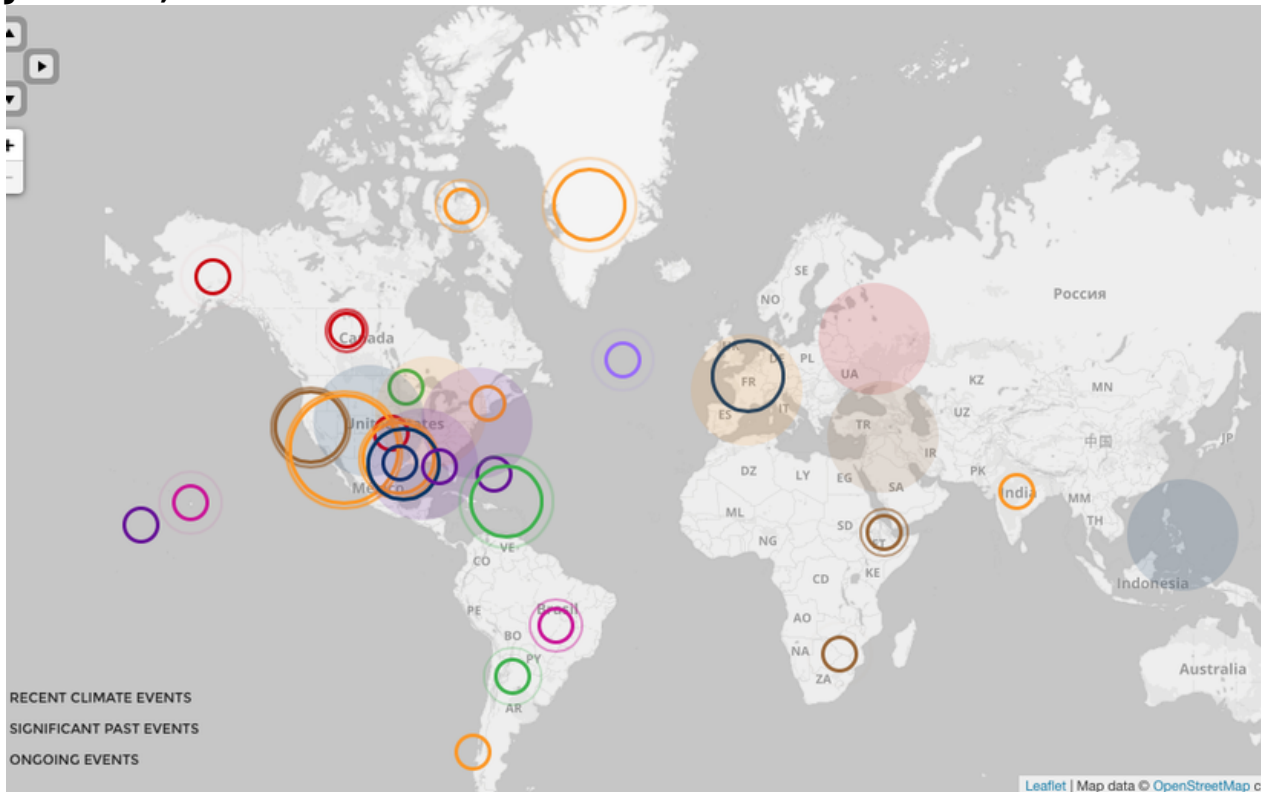 SE
NO
Россия
Canada
UK
DE
PL
UA
FR
KZ
MN
IT
ES
UZ
United States
TR
中国
JP
IR
PK
DZ
LY
EG
SA
India
Mexico
MM
ML
SD
TH
NG
ET
VE
CO
KE
CD
Indonesia
PE
Brasil
AO
BO
NA
PY
Australia
ZA
AR
RECENT CLIMATE EVENTS
SIGNIFICANT PAST EVENTS
ONGOING EVENTS
Leaflet | Map data © OpenStreetMap c